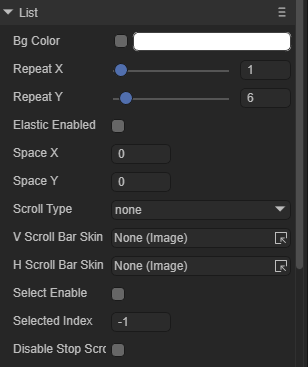 List
Bg Color
Repeat X 1
Repeat Y 6
Elastic Enabled
Space X 0
Space Y 0
Scroll Type none
V Scroll Bar Skin None (Image)
H Scroll Bar Skin None (Image)
Select Enable
Selected Index -1
Disable Stop Scro